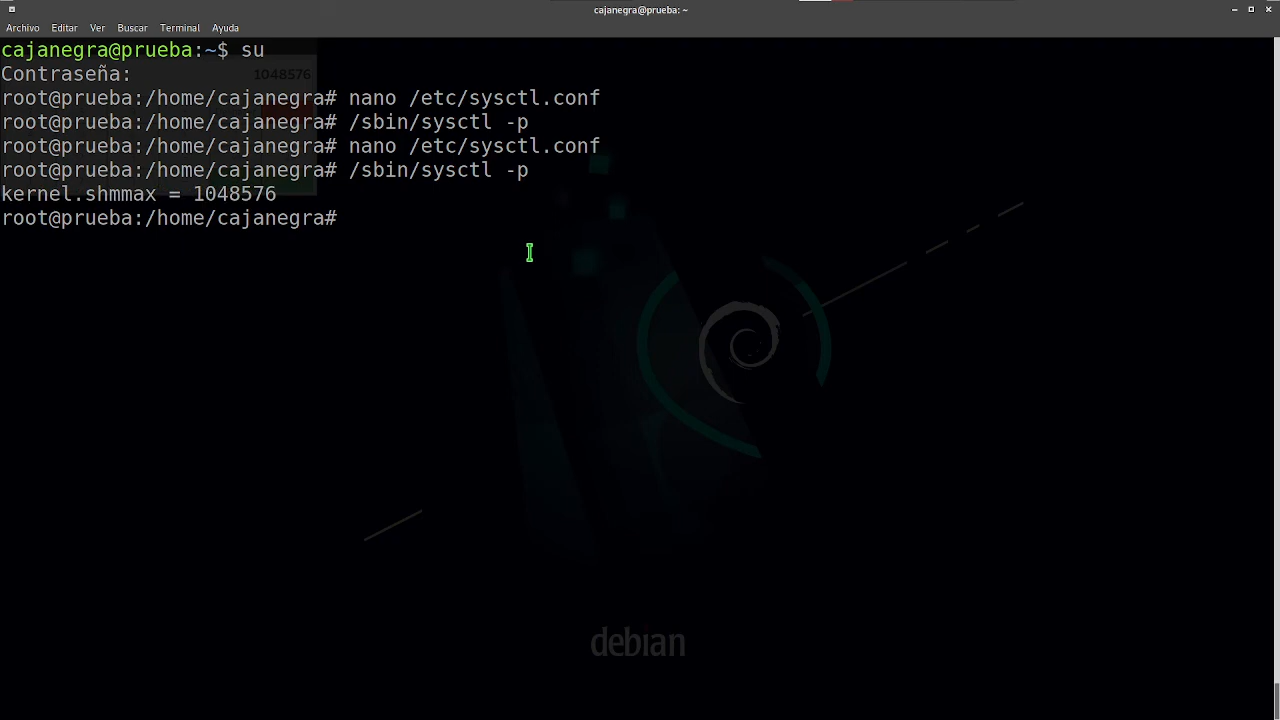 cajanegra@prueba: ~
Archivo Editar Ver Buscar Terminal Ayuda
cajanegra@prueba:~$ su
Contraseña:
1048576
root@prueba:/home/cajanegra# nano /etc/sysctl.conf
root@prueba:/home/cajanegra# /sbin/sysctl -p
root@prueba:/home/cajanegra# nano /etc/sysctl.conf
root@prueba:/home/cajanegra# /sbin/sysctl -p
kernel.shmmax = 1048576
root@prueba:/home/cajanegra#
debian